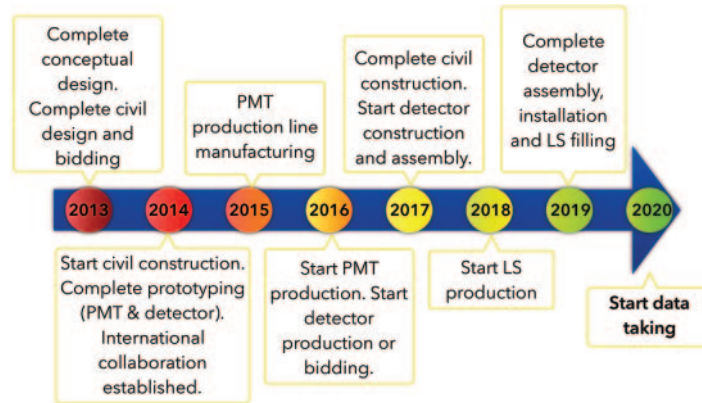 Complete
conceptual
design.
Complete civil
design and
bidding
PMT
production line
manufacturing
Complete civil
construction.
Start detector
construction
and assembly.
Complete
detector
assembly,
installation
and LS filling
2013
2014
2015
2016
2017
2018
2019
2020
Start civil construction.
Complete prototyping
(PMT & detector).
International
collaboration
established.
Start PMT
production. Start
detector
production or
bidding.
Start LS
production
Start data
taking